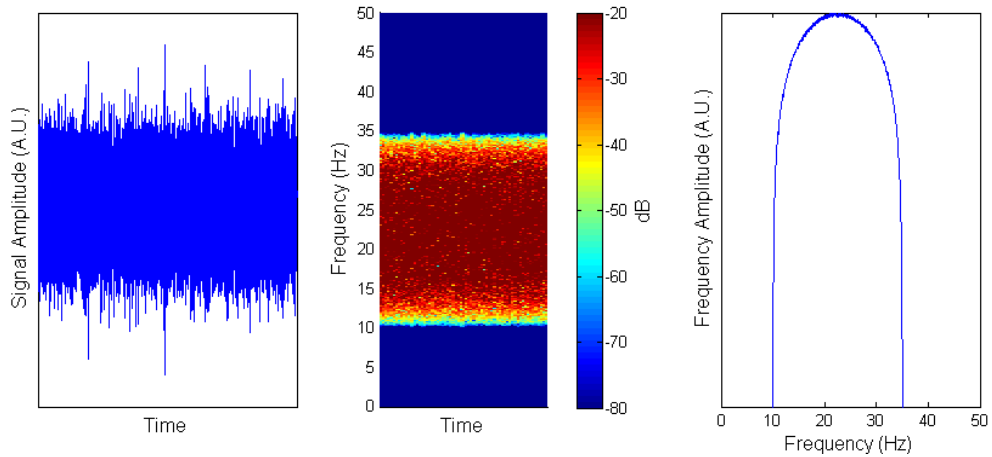 Signal Amplitude (A.U.)
Time
Frequency (Hz)
50
45
40
35
30
25
20
15
10
5
0
Time
-20
-30
-40
-50
-60
-70
-80
dB
Frequency Amplitude (A.U.)
0 10 20 30 40 50
Frequency (Hz)